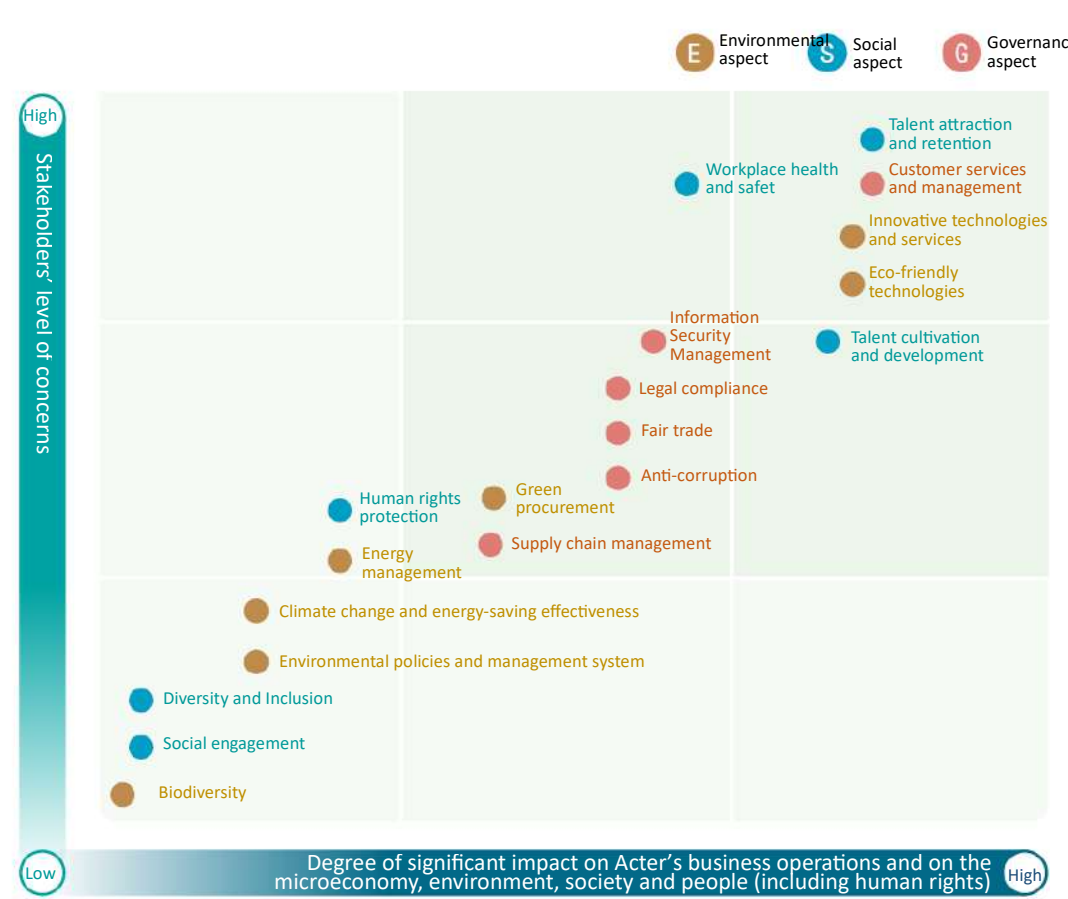 E
Environmental
aspect
S
Social
aspect
G
Governanc
aspect
High
Stakeholders’ level of concerns
Low
Talent attraction
and retention
Workplace health
and safet
Customer services
and management
Innovative technologies
and services
Eco-friendly
technologies
Information
Security
Management
Talent cultivation
and development
Legal compliance
Fair trade
Anti-corruption
Green
procurement
Human rights
protection
Supply chain management
Energy
management
Climate change and energy-saving effectiveness
Environmental policies and management system
Diversity and Inclusion
Social engagement
Biodiversity
Degree of significant impact on Acter’s business operations and on the
microeconomy, environment, society and people (including human rights)
High